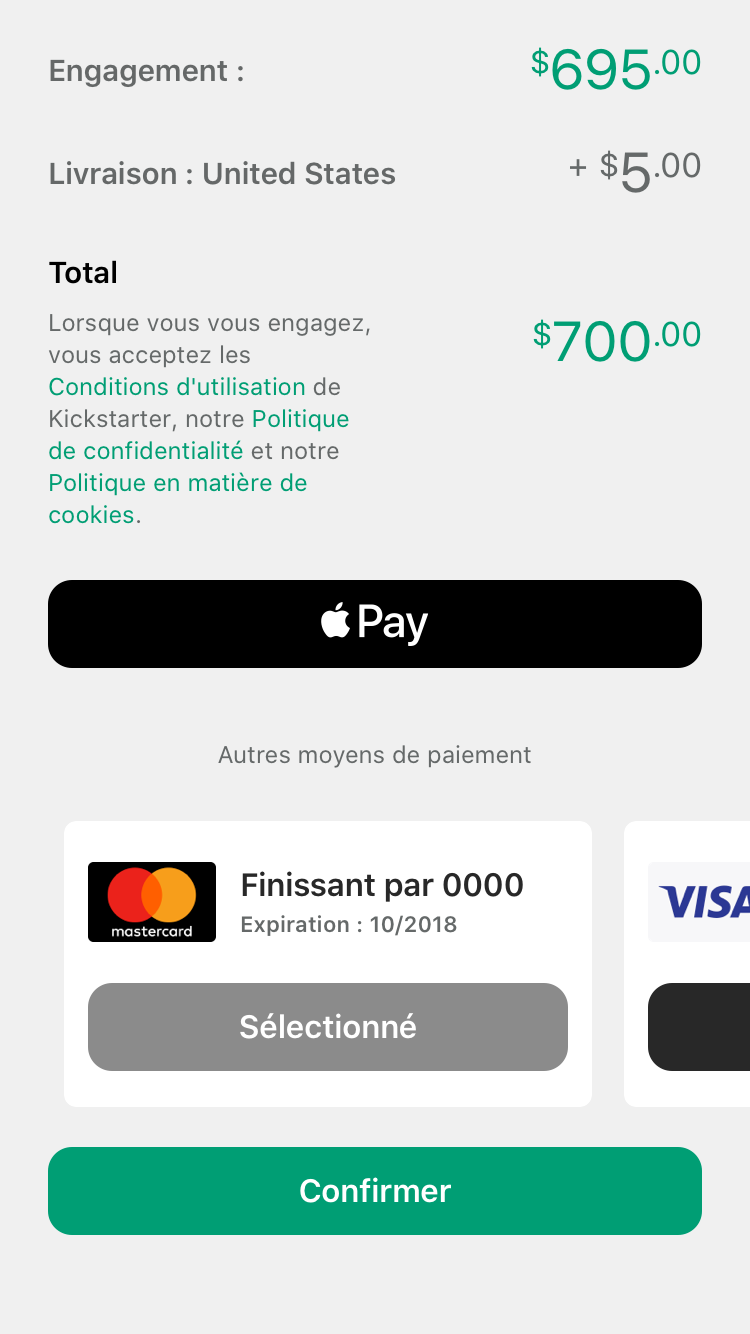 Engagement :
$695.00
Livraison : United States
+ $5.00
Total
Lorsque vous vous engagez,
vous acceptez les
Conditions d'utilisation de
Kickstarter, notre Politique
de confidentialité et notre
Politique en matière de
cookies.
$700.00
Pay
Autres moyens de paiement
mastercard
Finissant par 0000
Expiration : 10/2018
Sélectionné
VISA
Confirmer